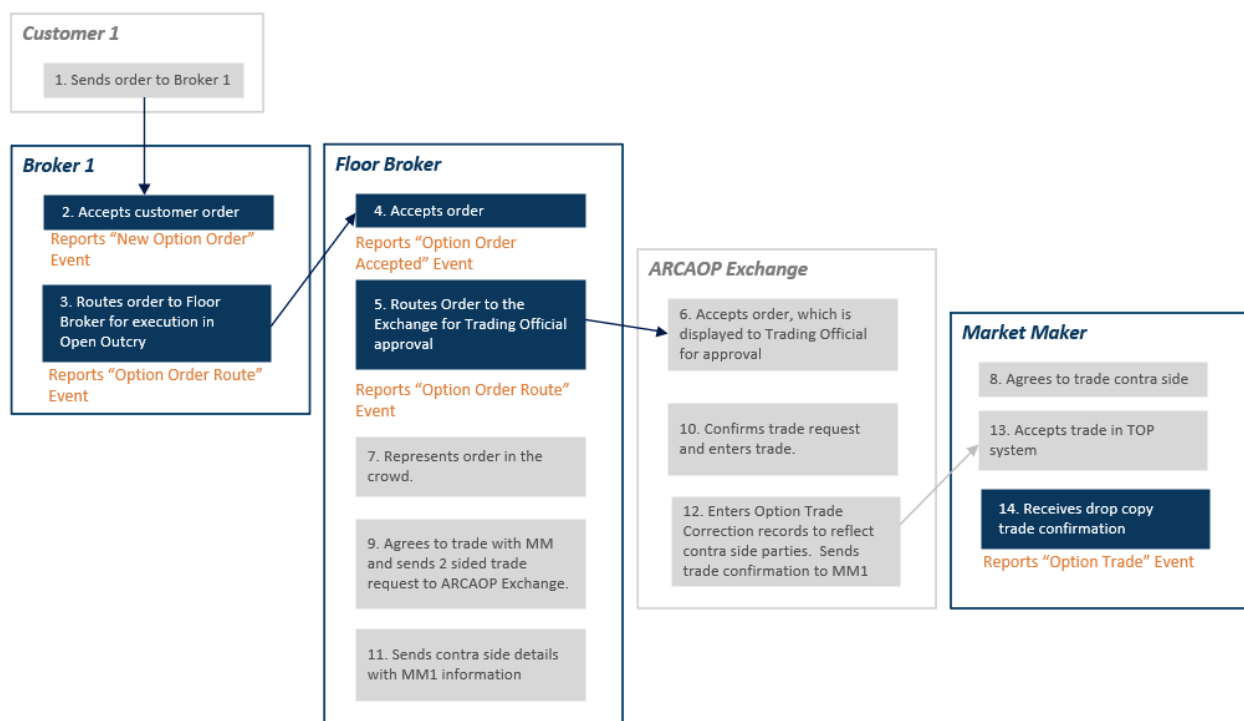 Customer 1
1. Sends order to Broker 1
Broker 1
2. Accepts customer order
Reports “New Option Order”
Event
3. Routes order to Floor
Broker for execution in
Open Outcry
Reports “Option Order Route”
Event
Floor Broker
4. Accepts order
Reports “Option Order
Accepted” Event
5. Routes Order to the
Exchange for Trading Official
approval
Reports “Option Order Route”
Event
7. Represents order in the
crowd.
9. Agrees to trade with MM
and sends 2 sided trade
request to ARCAOP Exchange.
11. Sends contra side details
with MM1 information
ARCAOP Exchange
6. Accepts order, which is
displayed to Trading Official
for approval
10. Confirms trade request
and enters trade.
12. Enters Option Trade
Correction records to reflect
contra side parties.  Sends
trade confirmation to MM1
Market Maker
8. Agrees to trade contra side
13. Accepts trade in TOP
system
14. Receives drop copy
trade confirmation
Reports “Option Trade” Event